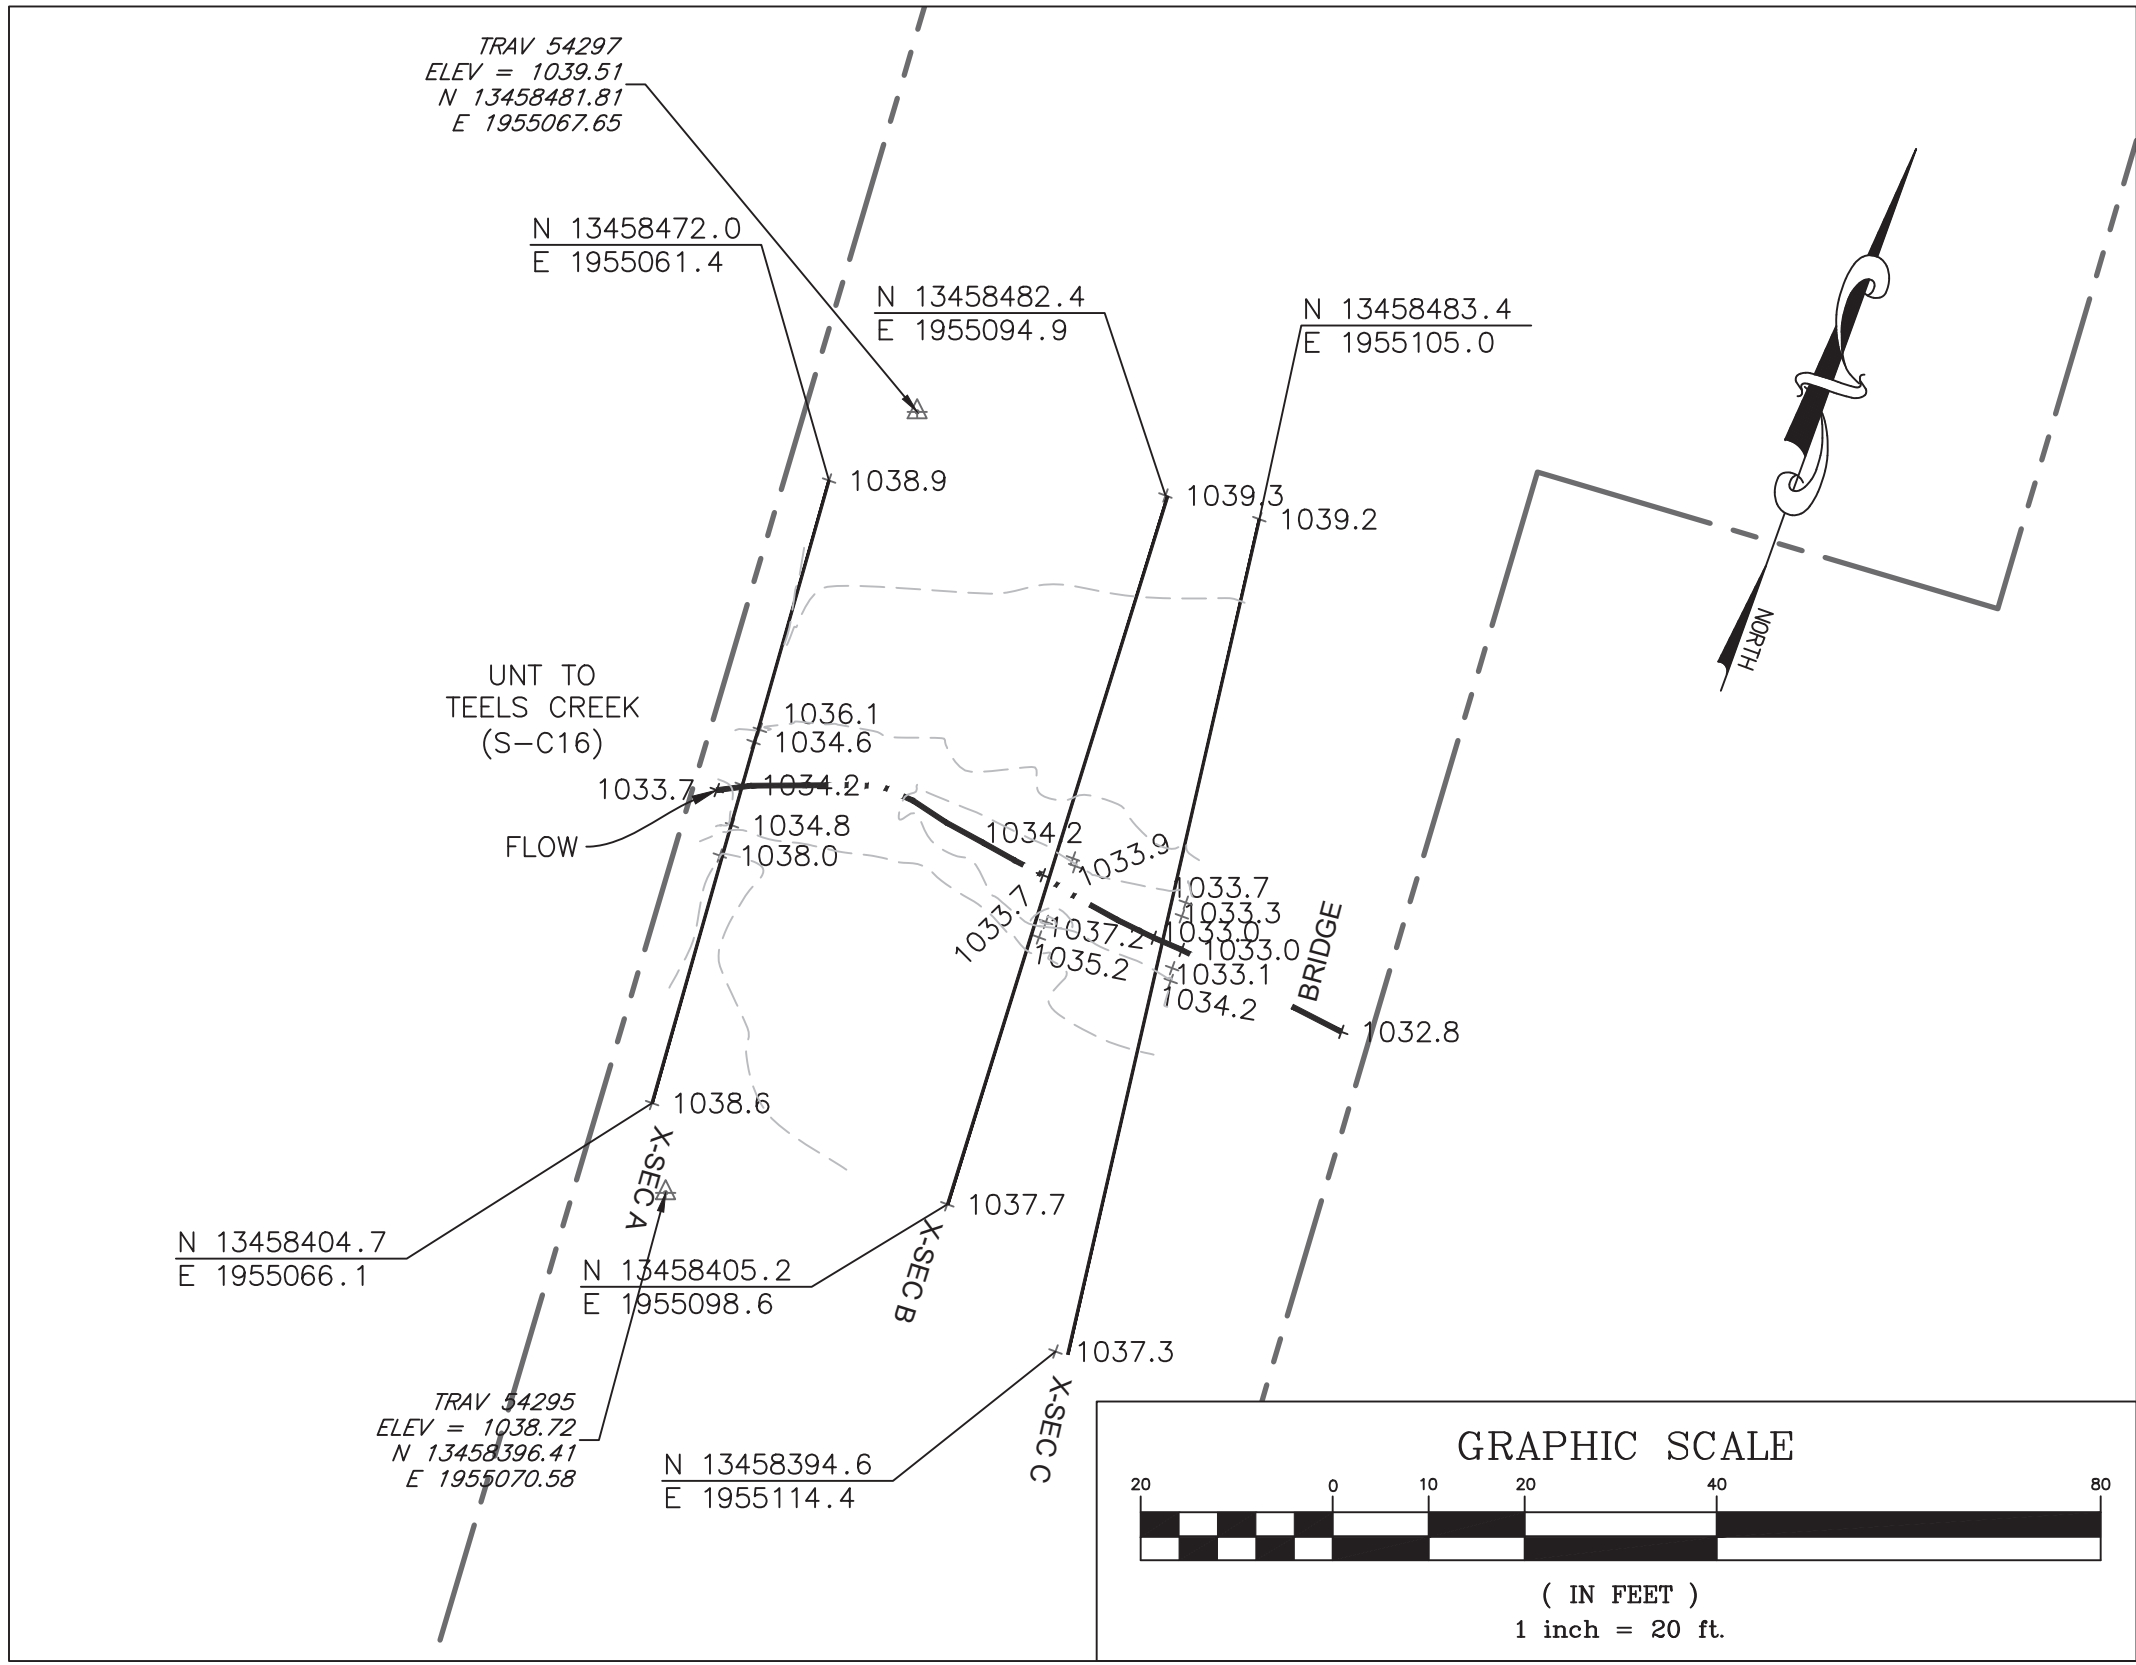 TRAV 54297
ELEV = 1039.51
N 13458481.81
E 1955067.65
N 13458472.0
E 1955061.4
N 13458482.4
E 1955094.9
N 13458483.4
E 1955105.0
1038.9
1039.3
1039.2
NORTH
UNT TO
TEELS CREEK
(S-C16)
1036.1
1034.6
1033.7
1034.2
FLOW
1034.8
1038.0
1034.2
1033.9
1033.7
1033.7
1033.3
1037.2
1033.0
1033.0
1035.2
1033.1
1034.2
BRIDGE
1032.8
1038.6
X-SEC A
1037.7
X-SEC B
N 13458404.7
E 1955066.1
N 13458405.2
E 1955098.6
1037.3
X-SEC C
TRAV 54295
ELEV = 1038.72
N 13458396.41
E 1955070.58
N 13458394.6
E 1955114.4
GRAPHIC SCALE
20 0 10 20 40 80
( IN FEET )
1 inch = 20 ft.